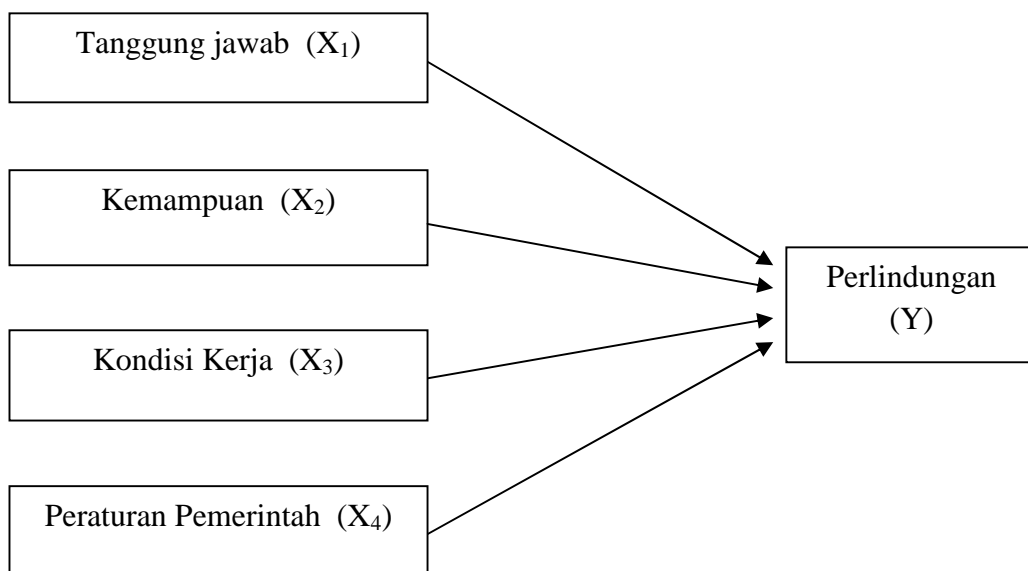 Tanggung jawab (X₁)
Kemampuan (X₂)
Kondisi Kerja (X₃)
Peraturan Pemerintah (X₄)
Perlindungan
(Y)